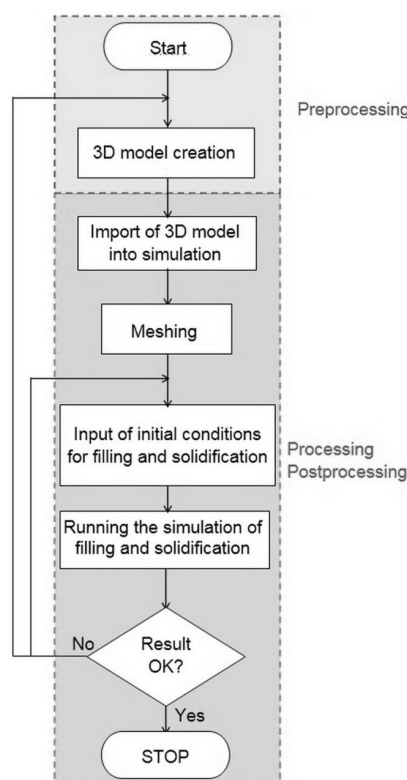 Start
Preprocessing
3D model creation
Import of 3D model
into simulation
Meshing
Input of initial conditions
for filling and solidification
Processing
Postprocessing
Running the simulation of
filling and solidification
No
Result
OK?
Yes
STOP